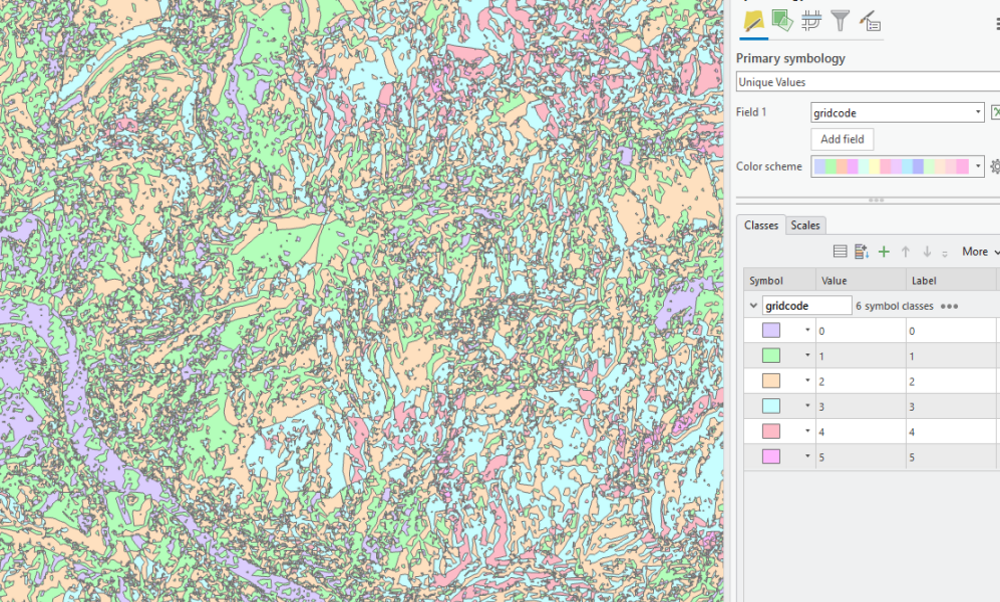 Primary symbology
Unique Values
Field 1 gridcode
Add field
Color scheme
Classes Scales
More
Symbol Value Label
gridcode 6 symbol classes
0 0
1 1
2 2
3 3
4 4
5 5